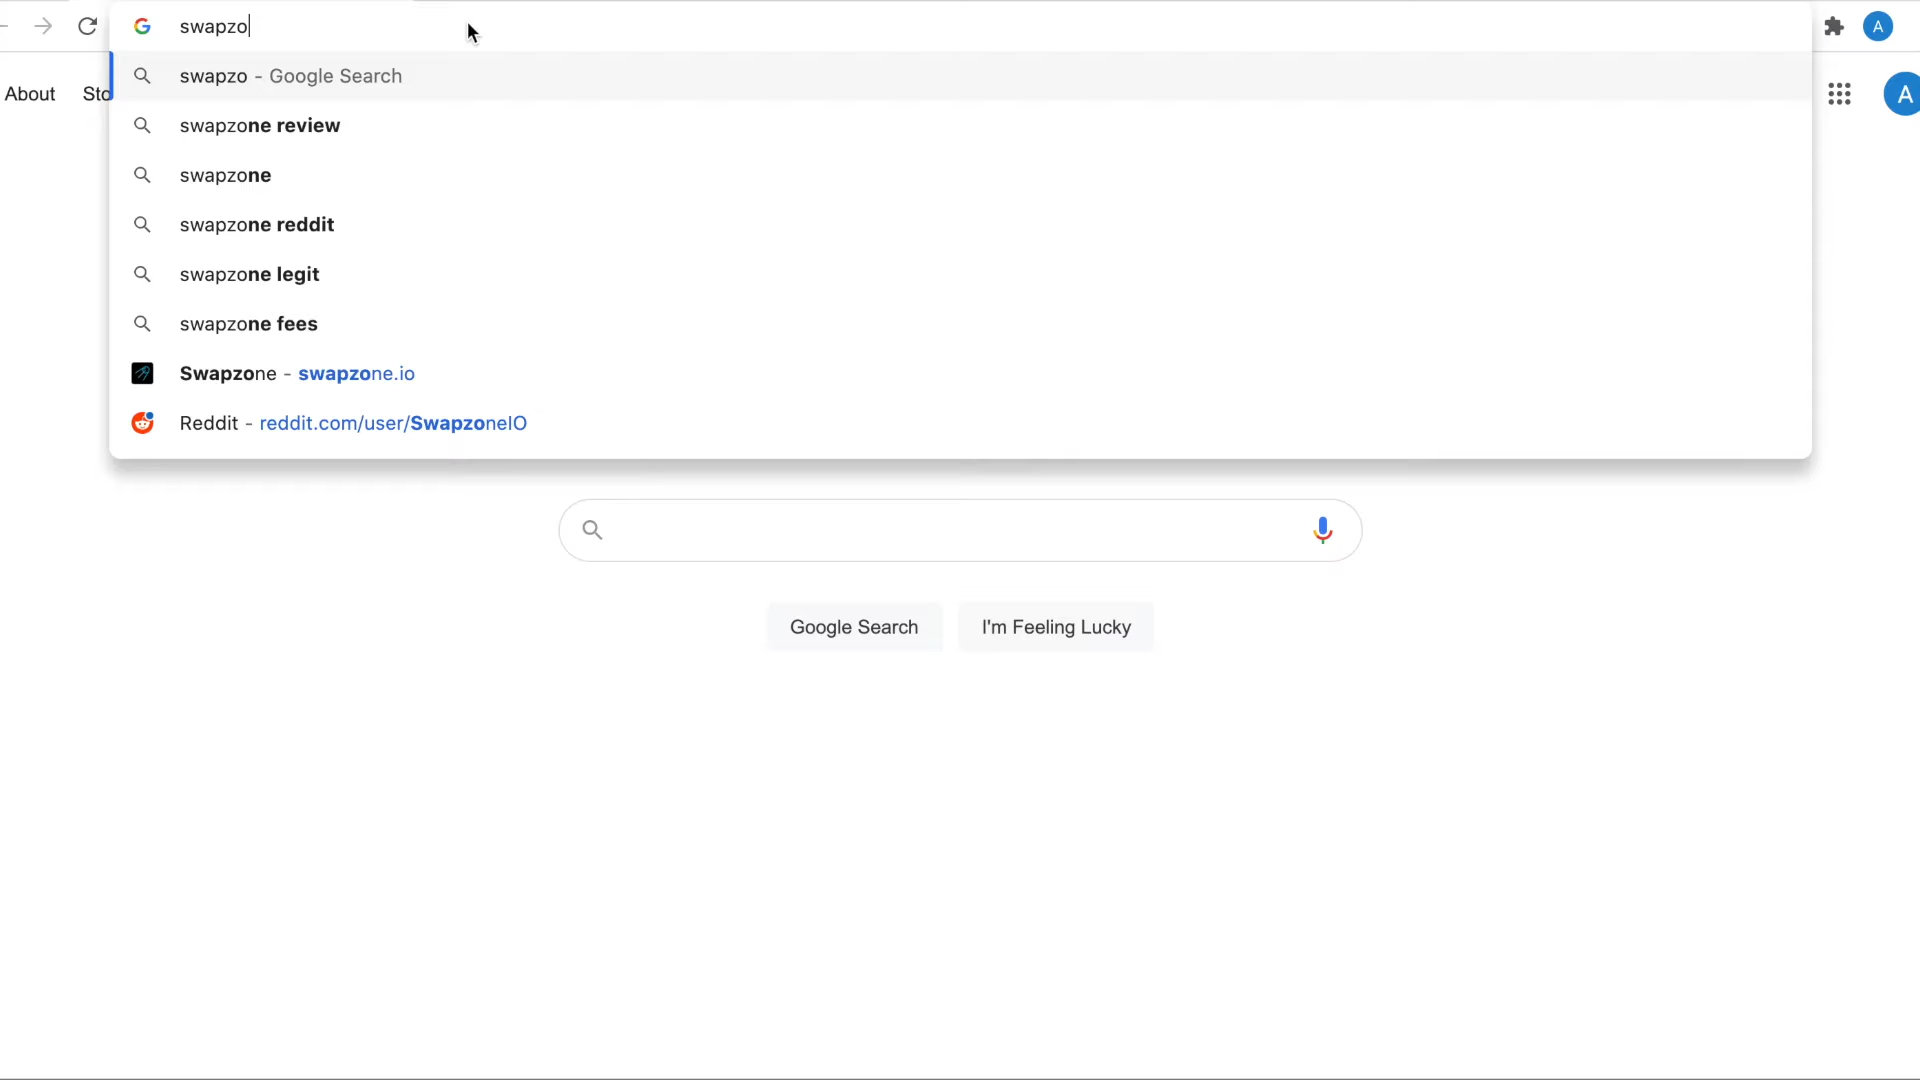 swapzo
A
swapzo - Google Search
About
Sto
A
swapzone review
swapzone
swapzone reddit
swapzone legit
swapzone fees
Swapzone - swapzone.io
Reddit - reddit.com/user/SwapzoneIO
Google Search
I'm Feeling Lucky